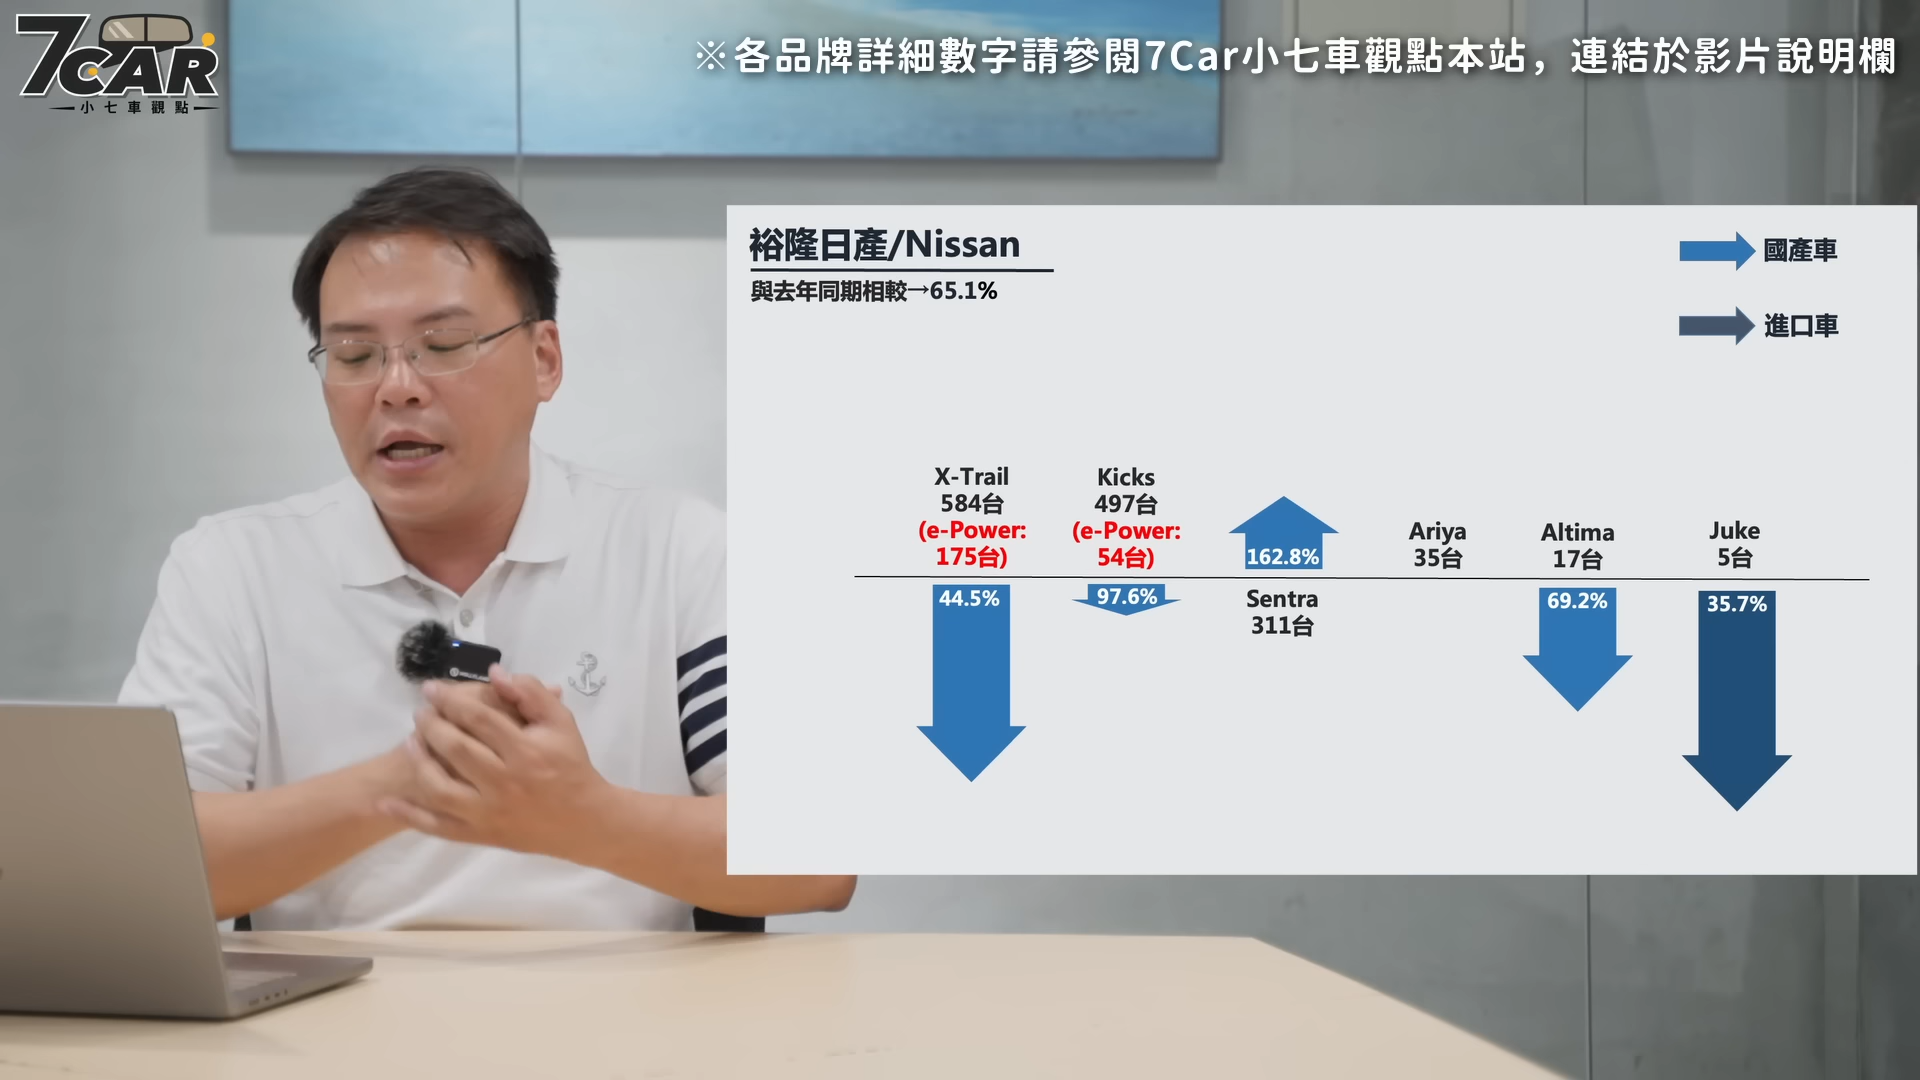 7CAR
小七車觀點
※各品牌詳細數字請參閱7Car小七車觀點本站，連結於影片說明欄
裕隆日產/Nissan
與去年同期相較→65.1%
國產車
進口車
X-Trail
584台
(e-Power:
175台)
44.5%
Kicks
497台
(e-Power:
54台)
97.6%
162.8%
Sentra
311台
Ariya
35台
Altima
17台
69.2%
Juke
5台
35.7%